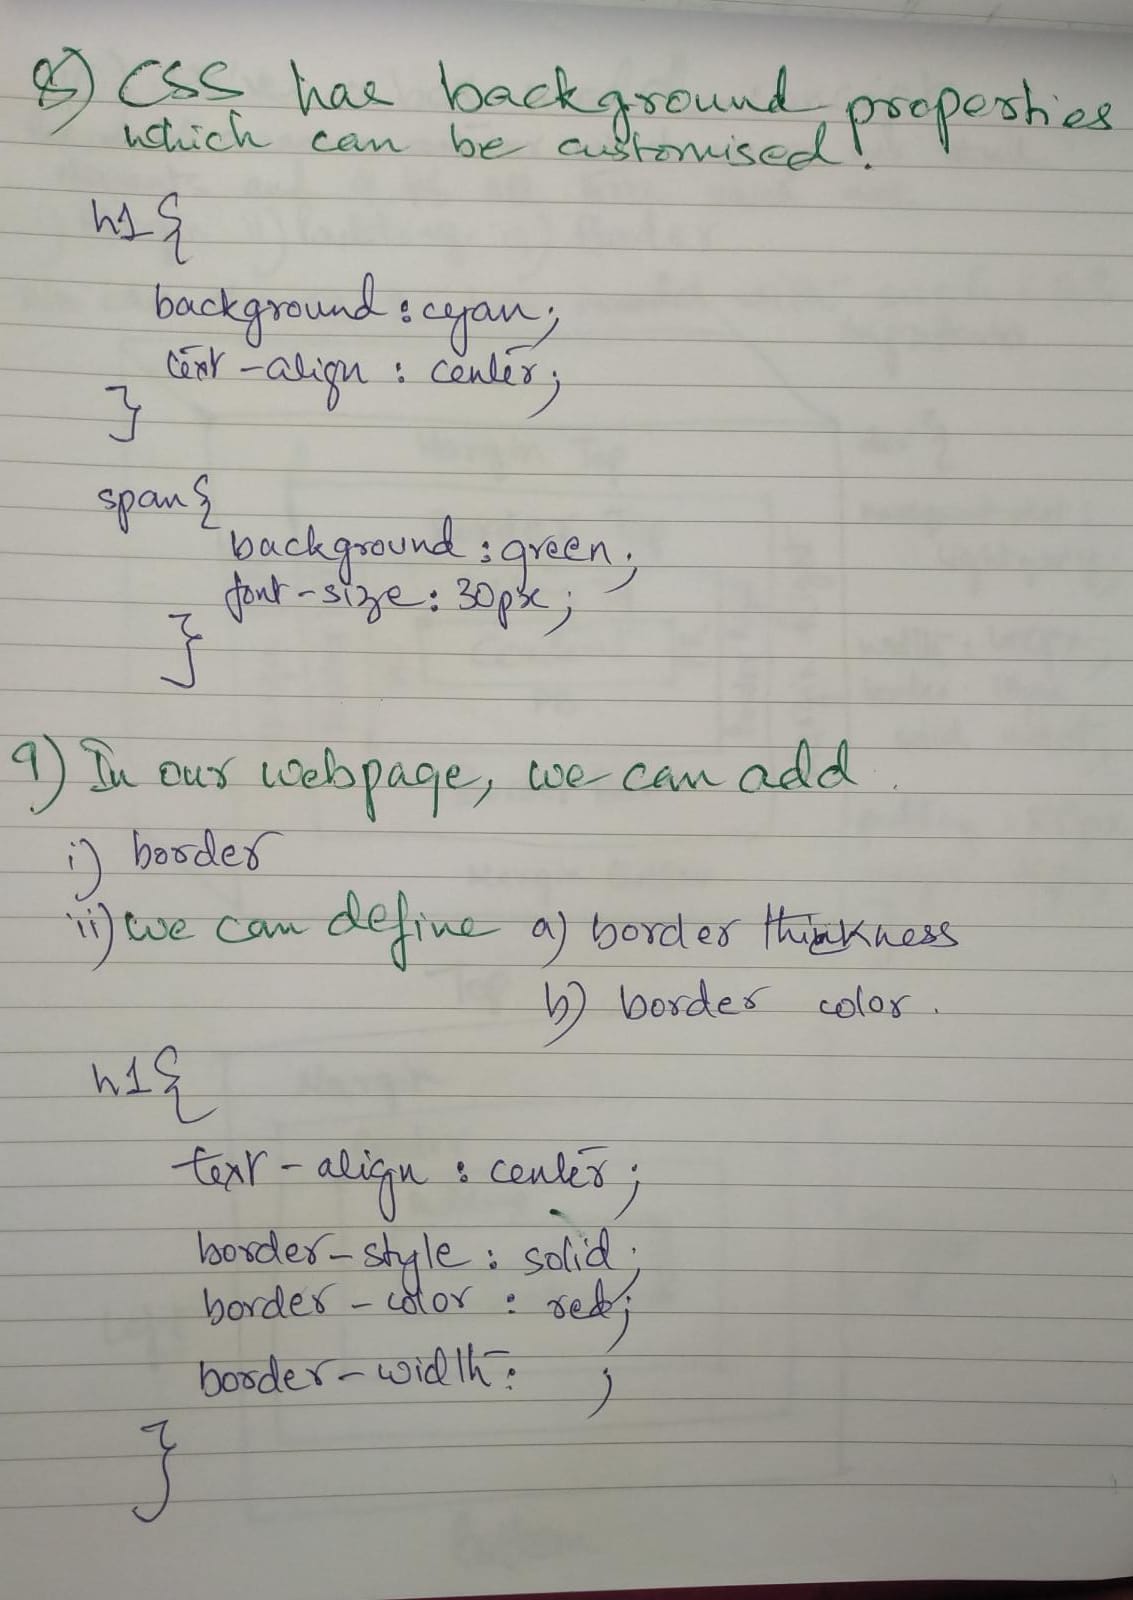 8) CSS has background properties
which can be customised!
h1{
background: cyan;
text-align: center;
}
span{
background: green;
font-size: 30px;
}
9) In our webpage, we can add
i) border
ii) we can define a) border thickness
b) border color.
h1{
text-align: center;
border-style: solid;
border-color: red;
border-width: ;
}